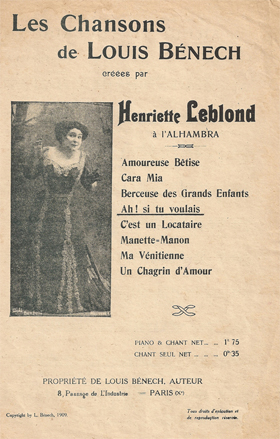 Les Chansons
de LOUIS BÉNECH
créées par
Henriette Leblond
à l'ALHAMBRA
Amoureuse Bêtise
Cara Mia
Berceuse des Grands Enfants
Ah! si tu voulais
C'est un Locataire
Manette-Manon
Ma Vénitienne
Un Chagrin d'Amour
PIANO & CHANT NET... .. 1f 75
CHANT SEUL NET .. .. .. 0f 35
PROPRIÉTÉ DE LOUIS BÉNECH, AUTEUR
8, Passage de L'Industrie — PARIS
Copyright by L. Bénech, 1909.
Tous droits d'exécution et
de reproduction réservés.